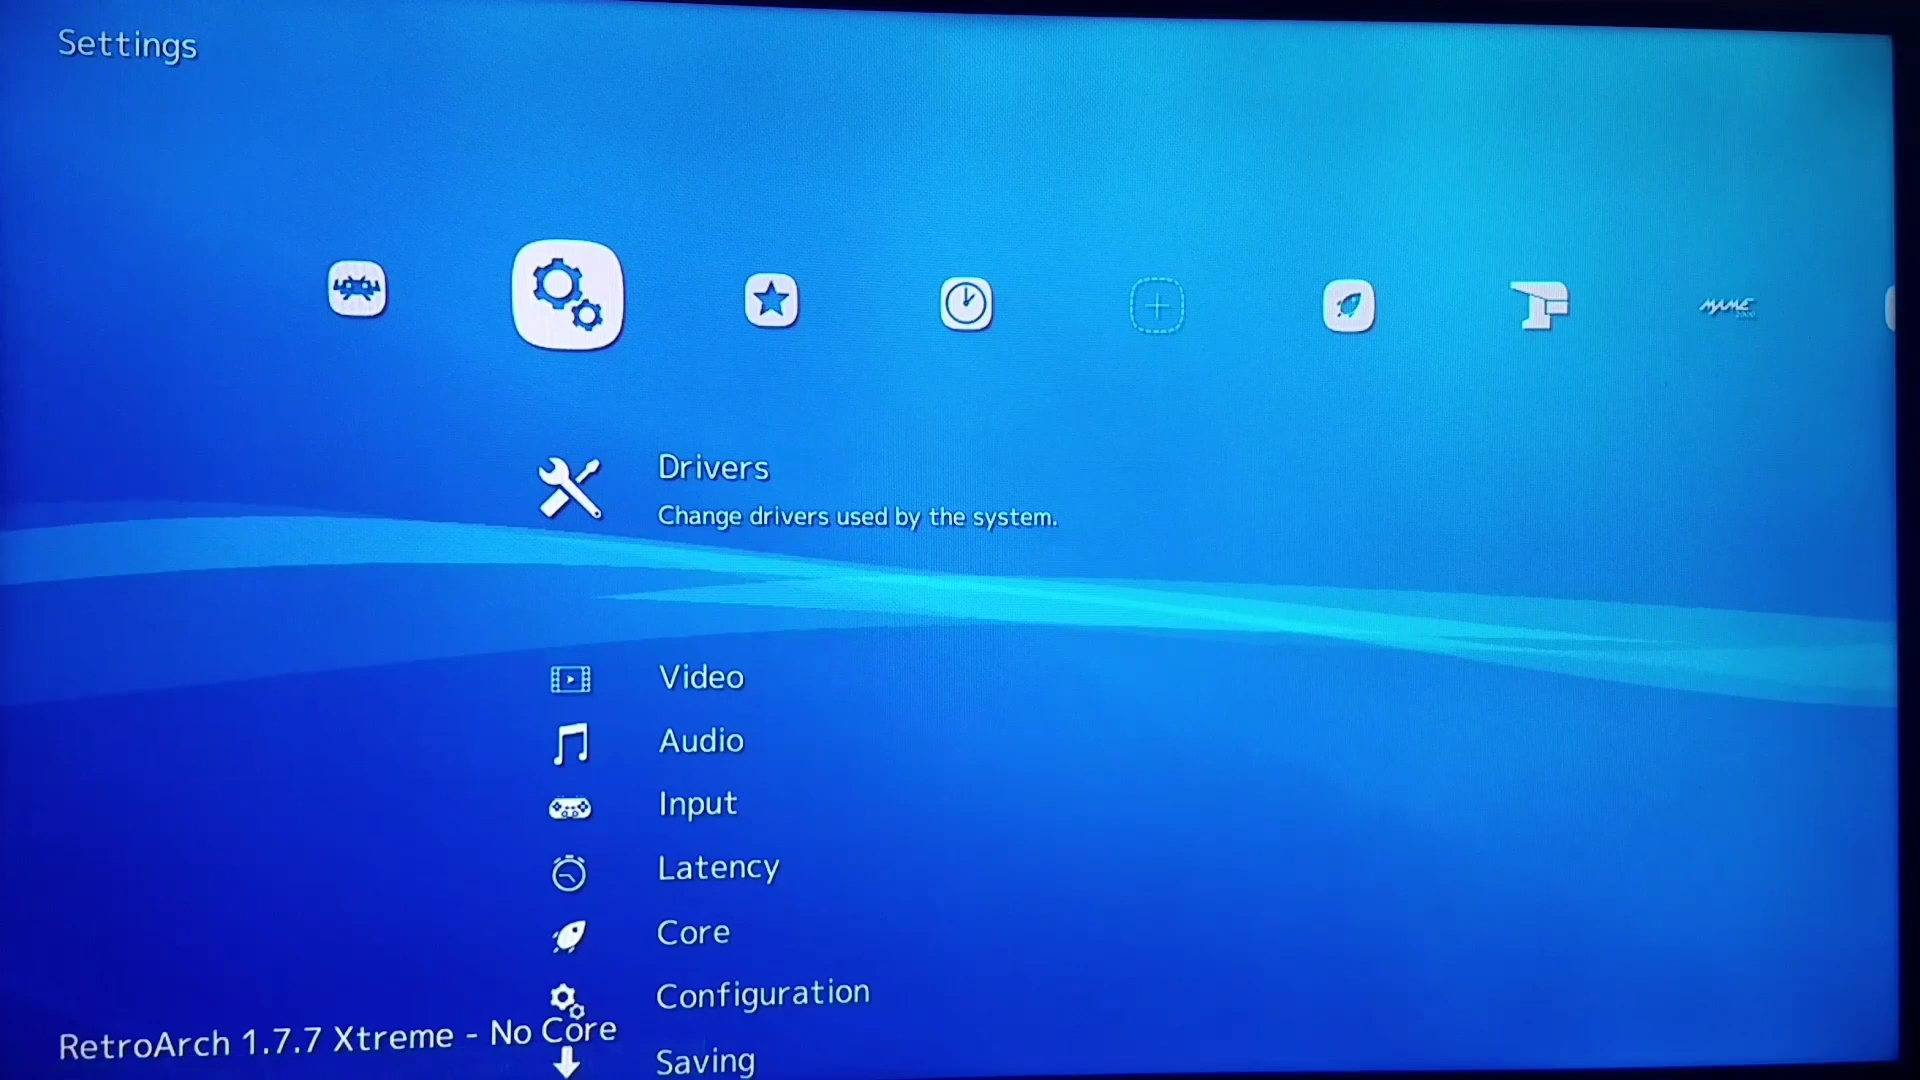 Settings
MAME
Drivers
Change drivers used by the system.
Video
Audio
Input
Latency
Core
Configuration
RetroArch 1.7.7 Xtreme - No Core
Saving